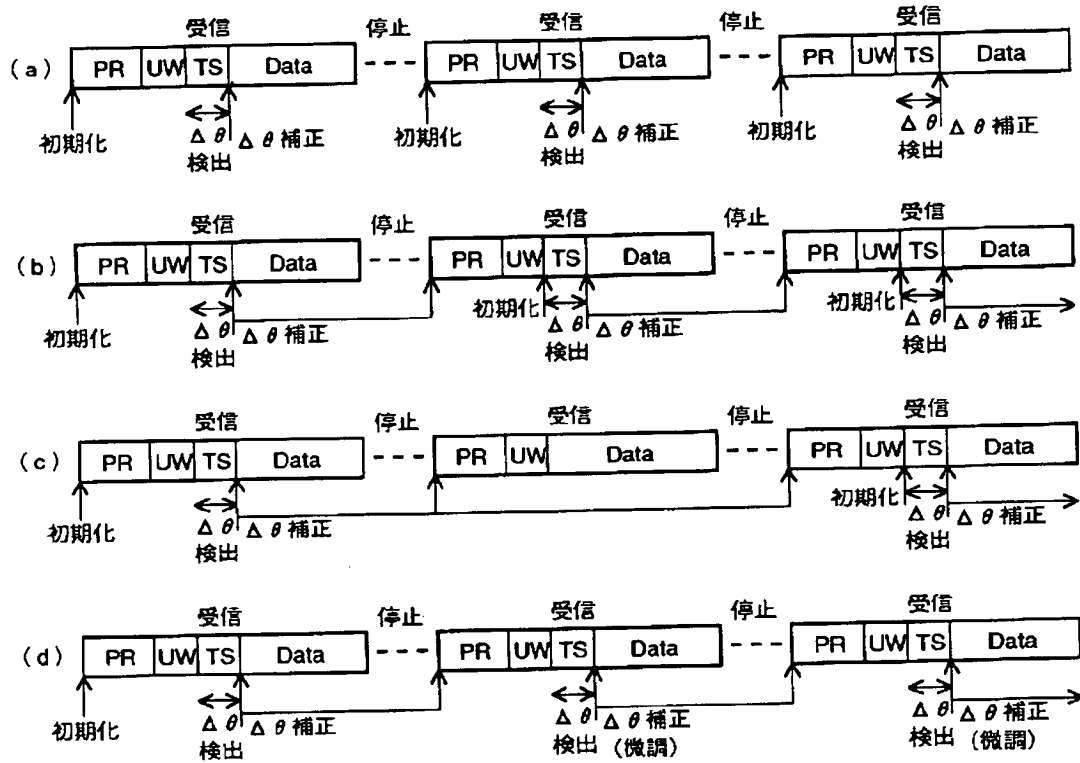 受信 停止 受信 停止 受信
(a) PR UW TS Data PR UW TS Data PR UW TS Data
初期化 Δθ Δθ補正 初期化 Δθ Δθ補正 初期化 Δθ Δθ補正
検出 検出 検出
受信 停止 受信 停止 受信
(b) PR UW TS Data PR UW TS Data PR UW TS Data
初期化 Δθ Δθ補正 初期化 Δθ Δθ補正 初期化 Δθ Δθ補正
検出 検出 検出
受信 停止 受信 停止 受信
(c) PR UW TS Data PR UW Data PR UW TS Data
初期化 Δθ Δθ補正 初期化 Δθ Δθ補正
検出 検出
受信 停止 受信 停止 受信
(d) PR UW TS Data PR UW TS Data PR UW TS Data
初期化 Δθ Δθ補正 Δθ Δθ補正 Δθ Δθ補正
検出 検出 (微調) 検出 (微調)